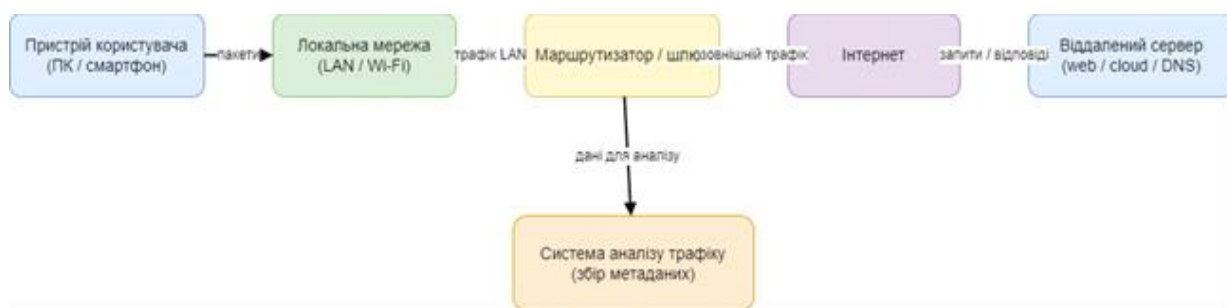 Пристрій користувача
(ПК / смартфон)
пакети
Локальна мережа
(LAN / Wi-Fi)
трафік LAN
Маршрутизатор / шлюз
зовнішній трафік
Інтернет
запити / відповіді
Віддалений сервер
(web / cloud / DNS)
дані для аналізу
Система аналізу трафіку
(збір метаданих)